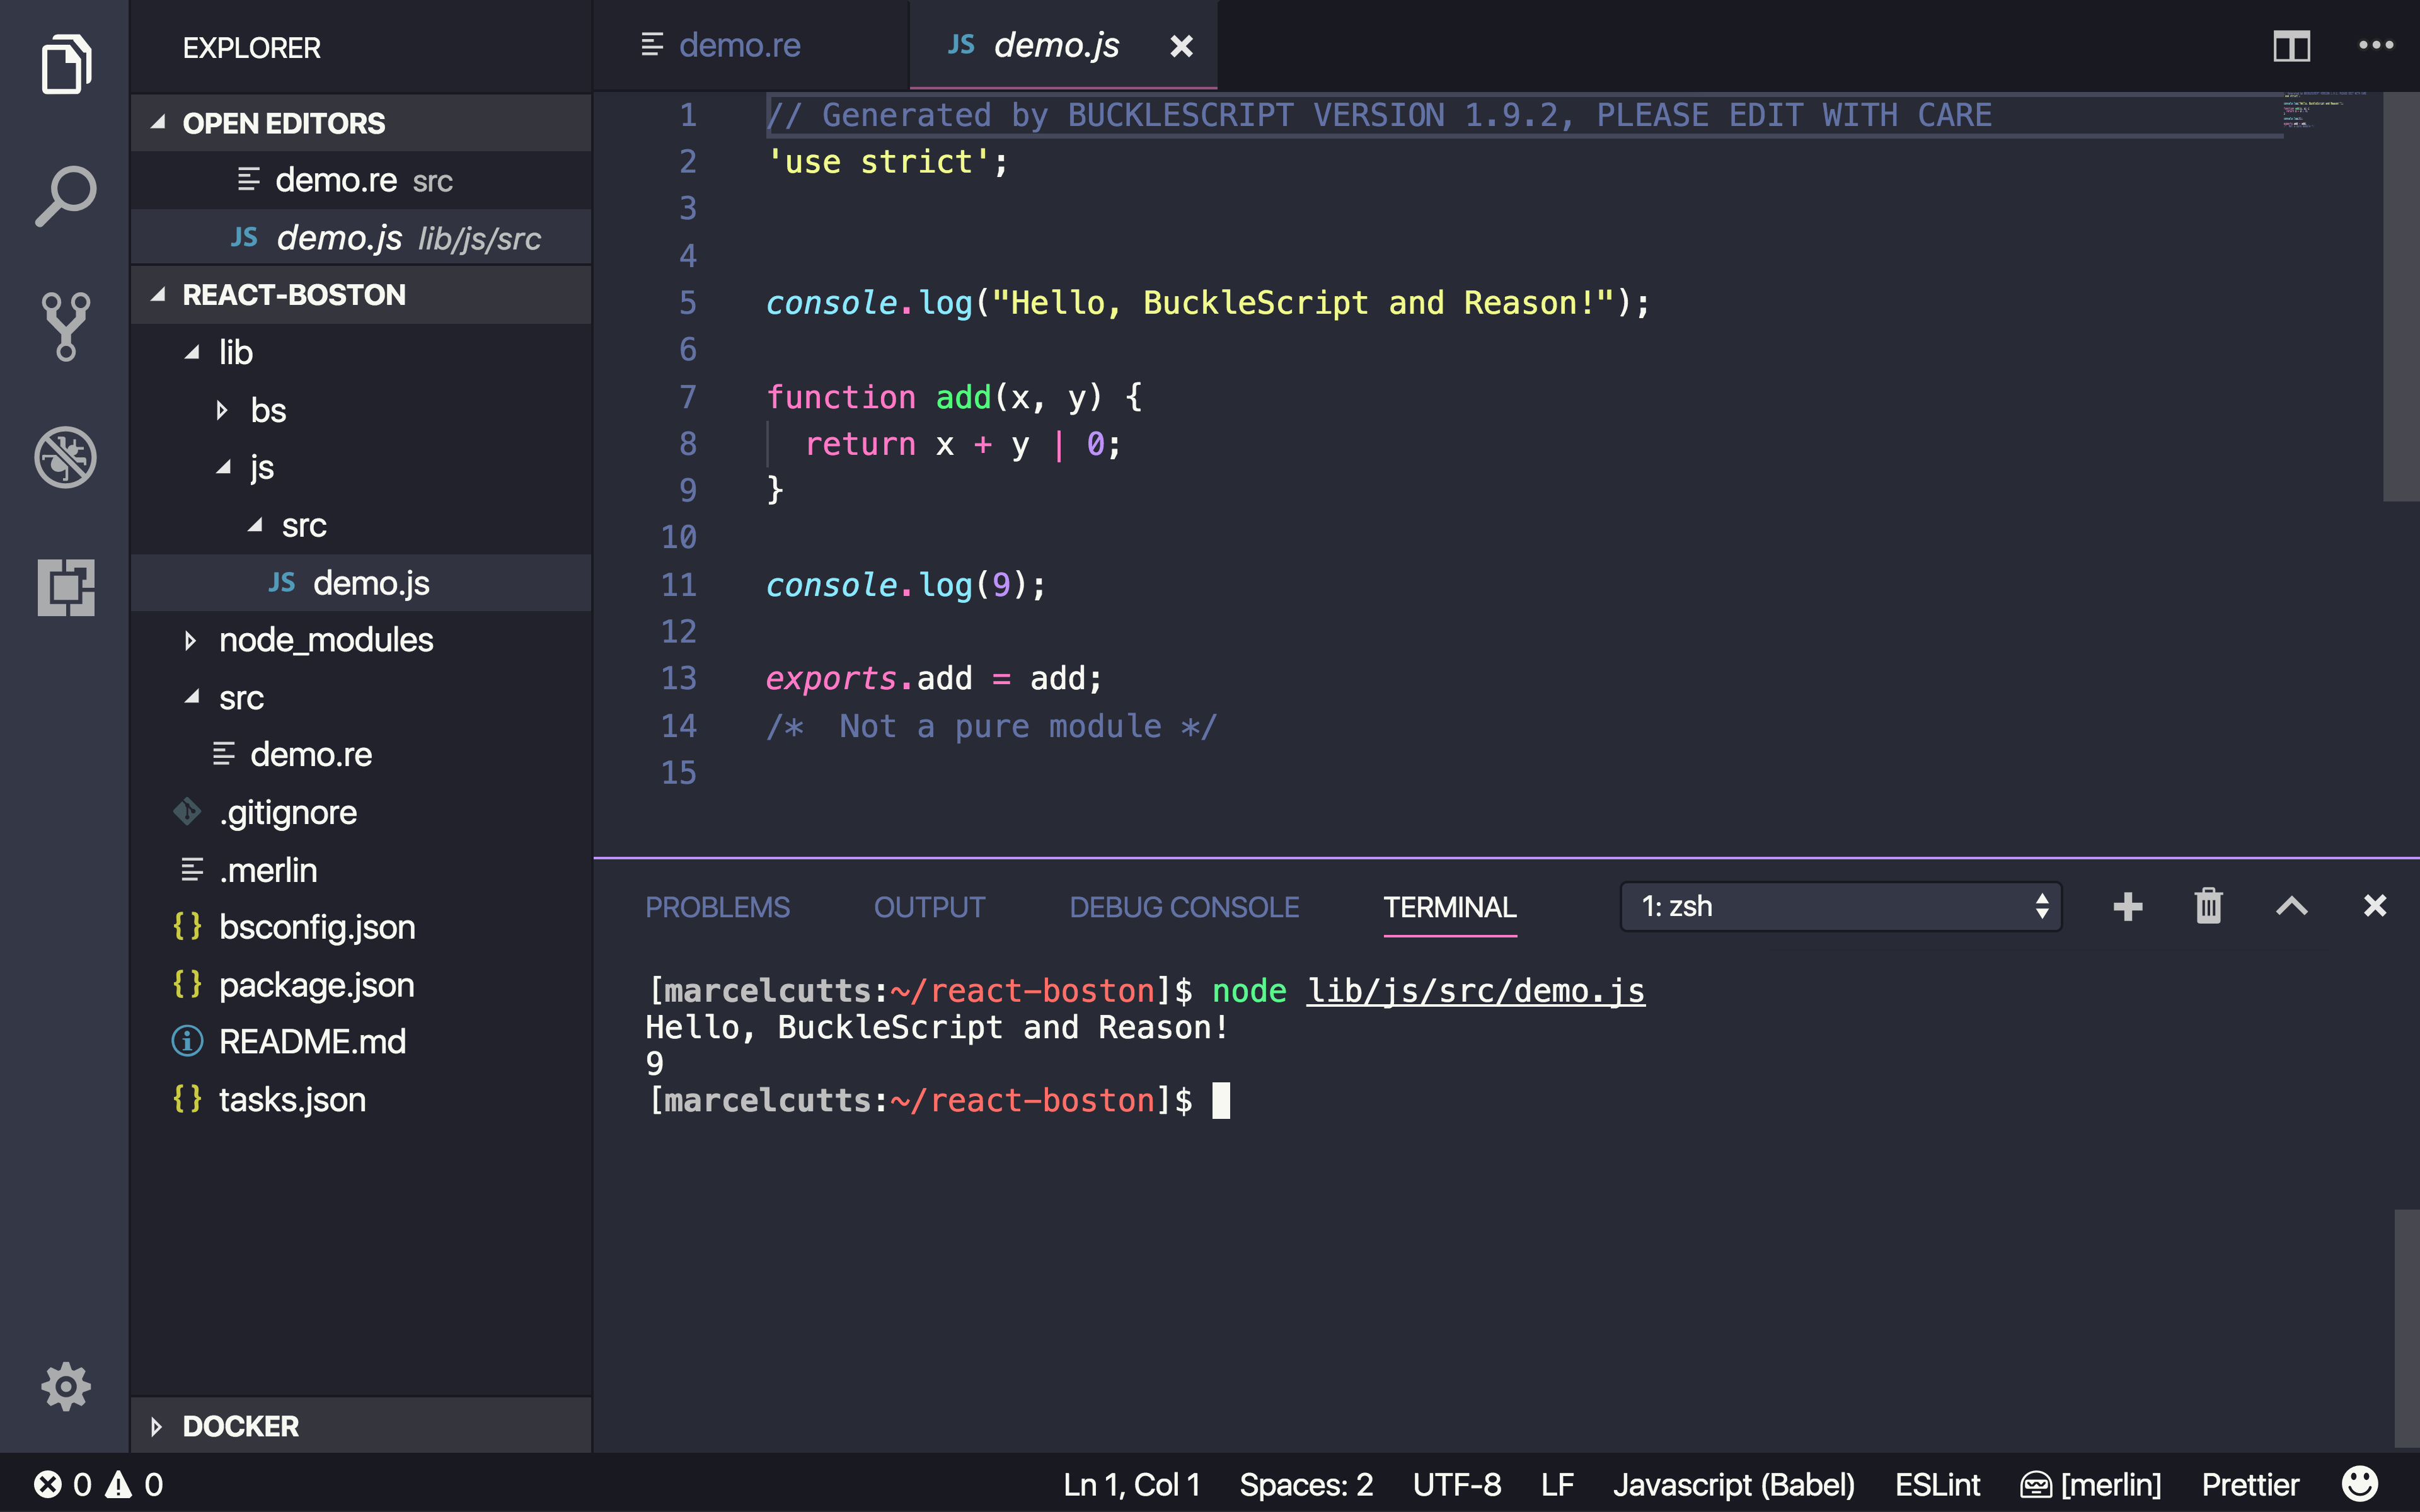 EXPLORER
OPEN EDITORS
demo.re src
JS demo.js lib/js/src
REACT-BOSTON
lib
bs
js
src
JS demo.js
node_modules
src
demo.re
.gitignore
.merlin
{} bsconfig.json
{} package.json
README.md
{} tasks.json
DOCKER
demo.re
JS demo.js
1 // Generated by BUCKLESCRIPT VERSION 1.9.2, PLEASE EDIT WITH CARE
2 'use strict';
3
4
5 console.log("Hello, BuckleScript and Reason!");
6
7 function add(x, y) {
8   return x + y | 0;
9 }
10
11 console.log(9);
12
13 exports.add = add;
14 /*  Not a pure module */
15
PROBLEMS OUTPUT DEBUG CONSOLE TERMINAL 1: zsh
[marcelcutts:~/react-boston]$ node lib/js/src/demo.js
Hello, BuckleScript and Reason!
9
[marcelcutts:~/react-boston]$
0 0 Ln 1, Col 1 Spaces: 2 UTF-8 LF Javascript (Babel) ESLint [merlin] Prettier